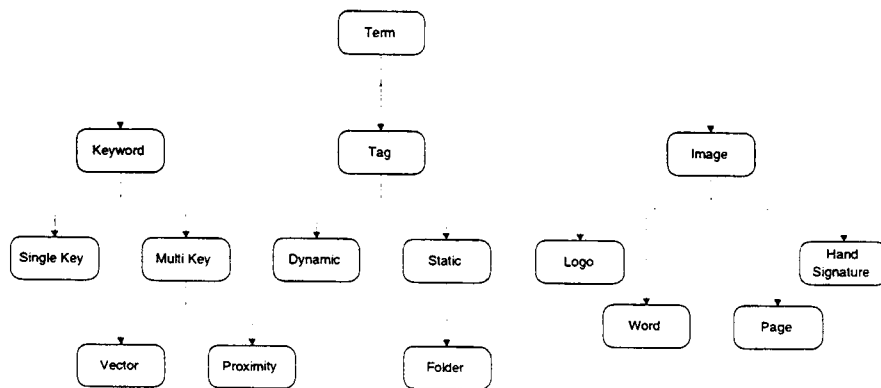 Term
Keyword
Tag
Image
Single Key
Multi Key
Dynamic
Static
Logo
Hand
Signature
Word
Page
Vector
Proximity
Folder